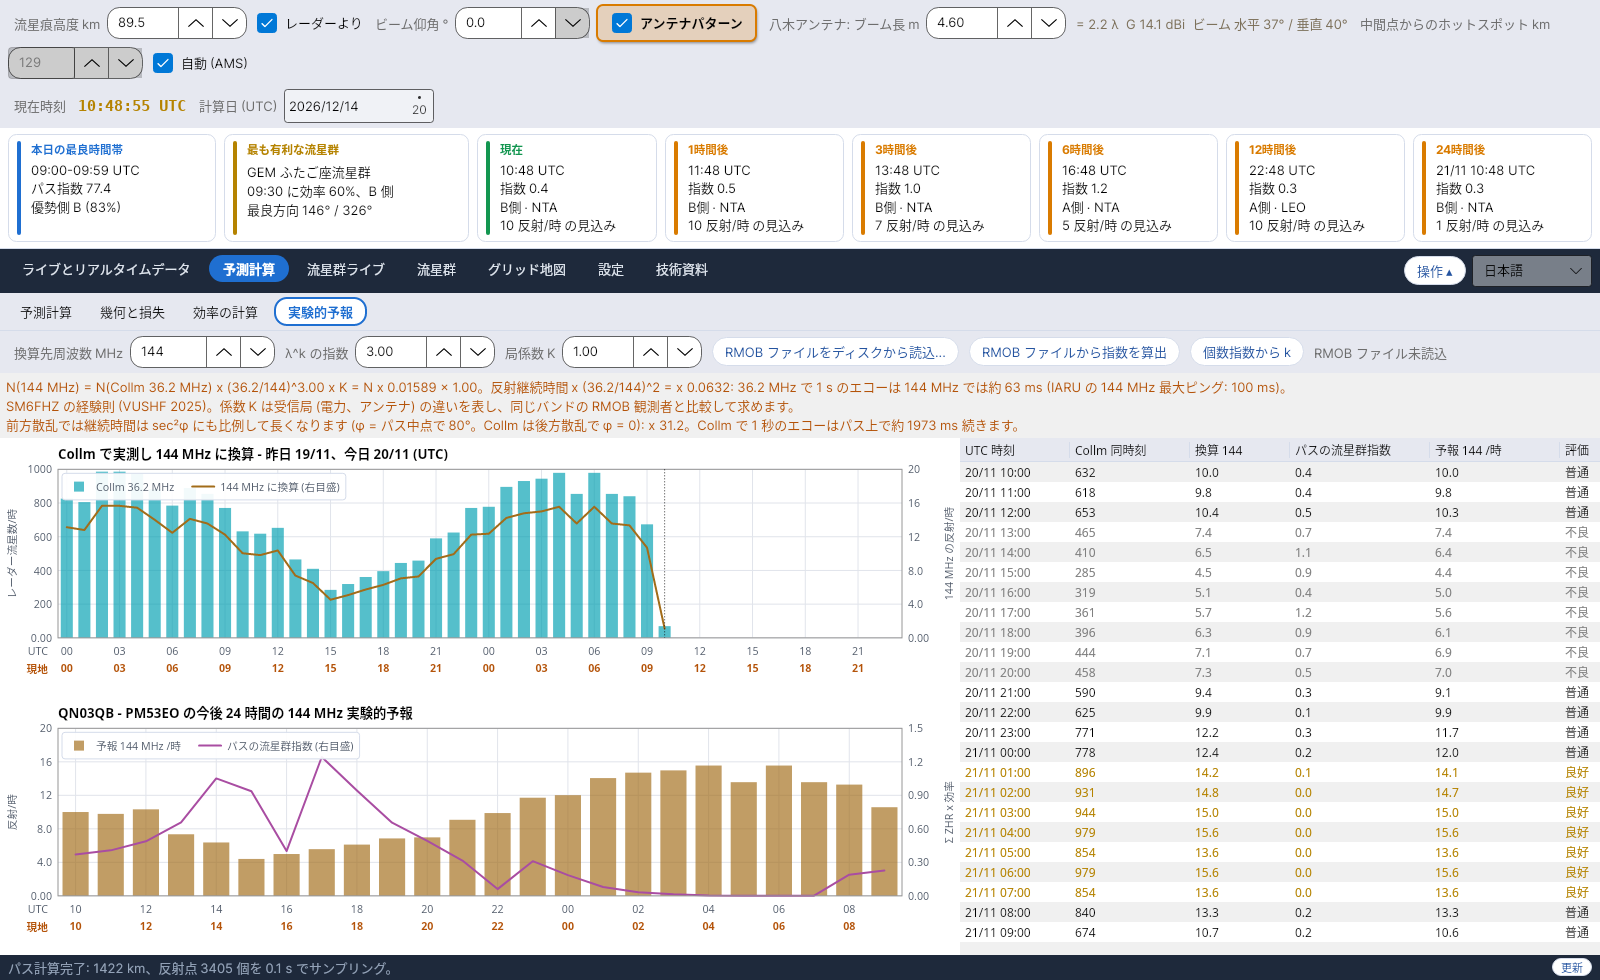 流星痕高度 km 89.5 レーダーより ビーム仰角 ° 0.0 アンテナパターン 八木アンテナ: ブーム長 m 4.60 = 2.2 λ G 14.1 dBi ビーム 水平 37° / 垂直 40° 中間点からのホットスポット km
129 自動 (AMS)
現在時刻 10:48:55 UTC 計算日 (UTC) 2026/12/14 20
本日の最良時間帯
09:00-09:59 UTC
パス指数 77.4
優勢側 B (83%)
最も有利な流星群
GEM ふたご座流星群
09:30 に効率 60%、B 側
最良方向 146° / 326°
現在
10:48 UTC
指数 0.4
B側 · NTA
10 反射/時 の見込み
1時間後
11:48 UTC
指数 0.5
B側 · NTA
10 反射/時 の見込み
3時間後
13:48 UTC
指数 1.0
B側 · NTA
7 反射/時 の見込み
6時間後
16:48 UTC
指数 1.2
A側 · NTA
5 反射/時 の見込み
12時間後
22:48 UTC
指数 0.3
A側 · LEO
10 反射/時 の見込み
24時間後
21/11 10:48 UTC
指数 0.3
B側 · NTA
1 反射/時 の見込み
ライブとリアルタイムデータ 予測計算 流星群ライブ 流星群 グリッド地図 設定 技術資料 操作 ▴ 日本語
予測計算 幾何と損失 効率の計算 実験的予報
換算先周波数 MHz 144 λ^k の指数 3.00 局係数 K 1.00 RMOB ファイルをディスクから読込... RMOB ファイルから指数を算出 個数指数から k RMOB ファイル未読込
N(144 MHz) = N(Collm 36.2 MHz) x (36.2/144)^3.00 x K = N x 0.01589 × 1.00。反射継続時間 x (36.2/144)^2 = x 0.0632: 36.2 MHz で 1 s のエコーは 144 MHz では約 63 ms (IARU の 144 MHz 最大ピング: 100 ms)。
SM6FHZ の経験則 (VUSHF 2025)。係数 K は受信局 (電力、アンテナ) の違いを表し、同じバンドの RMOB 観測者と比較して求めます。
前方散乱では継続時間は sec²φ にも比例して長くなります (φ = パス中点で 80°。Collm は後方散乱で φ = 0): x 31.2。Collm で 1 秒のエコーはパス上で約 1973 ms 続きます。
Collm で実測し 144 MHz に換算 - 昨日 19/11、今日 20/11 (UTC)
Collm 36.2 MHz 144 MHz に換算 (右目盛)
レーダー流星数/時
1000
800
600
400
200
0.00
20
16
12
8.0
4.0
0.00
144 MHz の反射/時
UTC 00 03 06 09 12 15 18 21 00 03 06 09 12 15 18 21
現地 00 03 06 09 12 15 18 21 00 03 06 09 12 15 18 21
QN03QB - PM53EO の今後 24 時間の 144 MHz 実験的予報
予報 144 MHz /時 パスの流星群指数 (右目盛)
反射/時
20
16
12
8.0
4.0
0.00
1.5
1.2
0.90
0.60
0.30
0.00
Σ ZHR x 効率
UTC 10 12 14 16 18 20 22 00 02 04 06 08
現地 10 12 14 16 18 20 22 00 02 04 06 08
UTC 時刻 Collm 同時刻 換算 144 パスの流星群指数 予報 144 /時 評価
20/11 10:00 632 10.0 0.4 10.0 普通
20/11 11:00 618 9.8 0.4 9.8 普通
20/11 12:00 653 10.4 0.5 10.3 普通
20/11 13:00 465 7.4 0.7 7.4 不良
20/11 14:00 410 6.5 1.1 6.4 不良
20/11 15:00 285 4.5 0.9 4.4 不良
20/11 16:00 319 5.1 0.4 5.0 不良
20/11 17:00 361 5.7 1.2 5.6 不良
20/11 18:00 396 6.3 0.9 6.1 不良
20/11 19:00 444 7.1 0.7 6.9 不良
20/11 20:00 458 7.3 0.5 7.0 不良
20/11 21:00 590 9.4 0.3 9.1 普通
20/11 22:00 625 9.9 0.1 9.9 普通
20/11 23:00 771 12.2 0.3 11.7 普通
21/11 00:00 778 12.4 0.2 12.0 普通
21/11 01:00 896 14.2 0.1 14.1 良好
21/11 02:00 931 14.8 0.0 14.7 良好
21/11 03:00 944 15.0 0.0 15.0 良好
21/11 04:00 979 15.6 0.0 15.6 良好
21/11 05:00 854 13.6 0.0 13.6 良好
21/11 06:00 979 15.6 0.0 15.6 良好
21/11 07:00 854 13.6 0.0 13.6 良好
21/11 08:00 840 13.3 0.2 13.3 普通
21/11 09:00 674 10.7 0.2 10.6 普通
パス計算完了: 1422 km、反射点 3405 個を 0.1 s でサンプリング。 更新